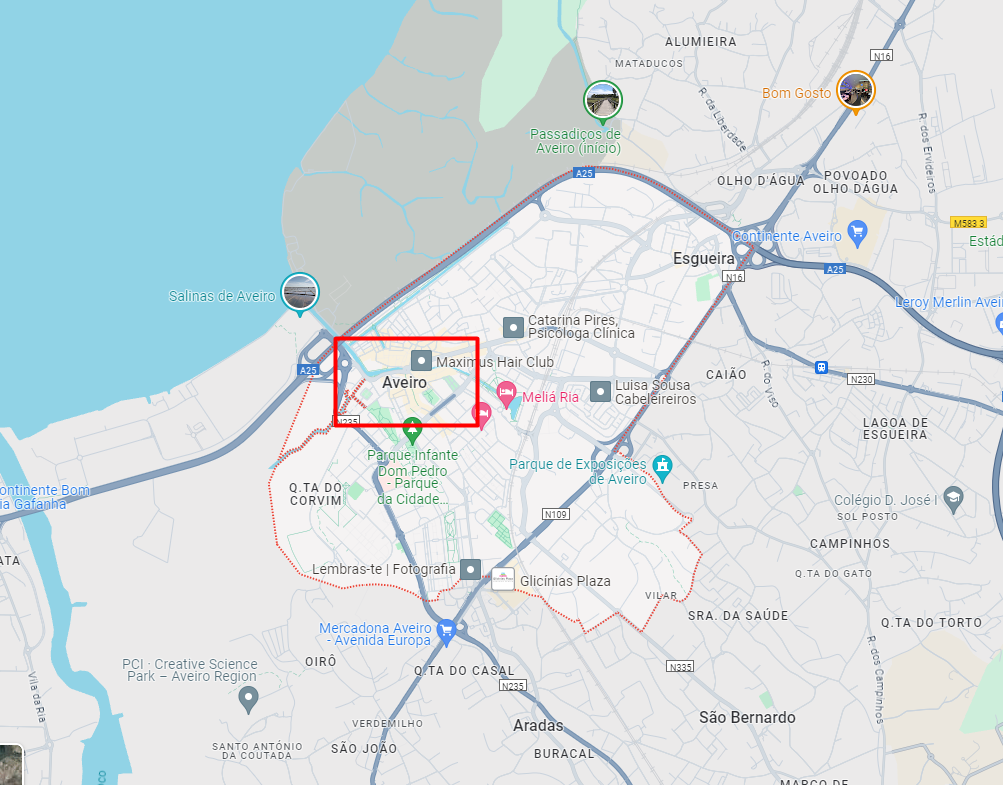 ALUMIEIRA
MATADUCOS
N16
Bom Gosto
R. da Liberdade
R. dos Ervideiros
Passadiços de
Aveiro (início)
A25
OLHO D'ÁGUA
POVOADO
OLHO DÁGUA
M583 3
Continente Aveiro
Estád
Esgueira
A25
N16
Salinas de Aveiro
Leroy Merlin Avei
Catarina Pires,
Psicóloga Clínica
Maximus Hair Club
A25
Aveiro
CAIÃO
R. do Viso
N230
Luisa Sousa
Cabeleireiros
Meliá Ria
N235
LAGOA DE
ESGUEIRA
Parque Infante
Dom Pedro
- Parque
da Cidade...
Parque de Exposições
de Aveiro
PRESA
Q.TA DO
CORVIM
ontinente Bom
ia Gafanha
Colégio D. José I
SOL POSTO
N109
CAMPINHOS
ATA
Lembras-te | Fotografia
Glicínias Plaza
Q.TA DO GATO
VILAR
SRA. DA SAÚDE
Q.TA DO TORTO
Mercadona Aveiro
- Avenida Europa
OIRÔ
PCI · Creative Science
Park – Aveiro Region
Q.TA DO CASAL
N335
N235
R. dos Campinhos
Vila da Ria
VERDEMILHO
Aradas
São Bernardo
SANTO ANTÓNIO
DA COUTADA
SÃO JOÃO
BURACAL
MARCO DE